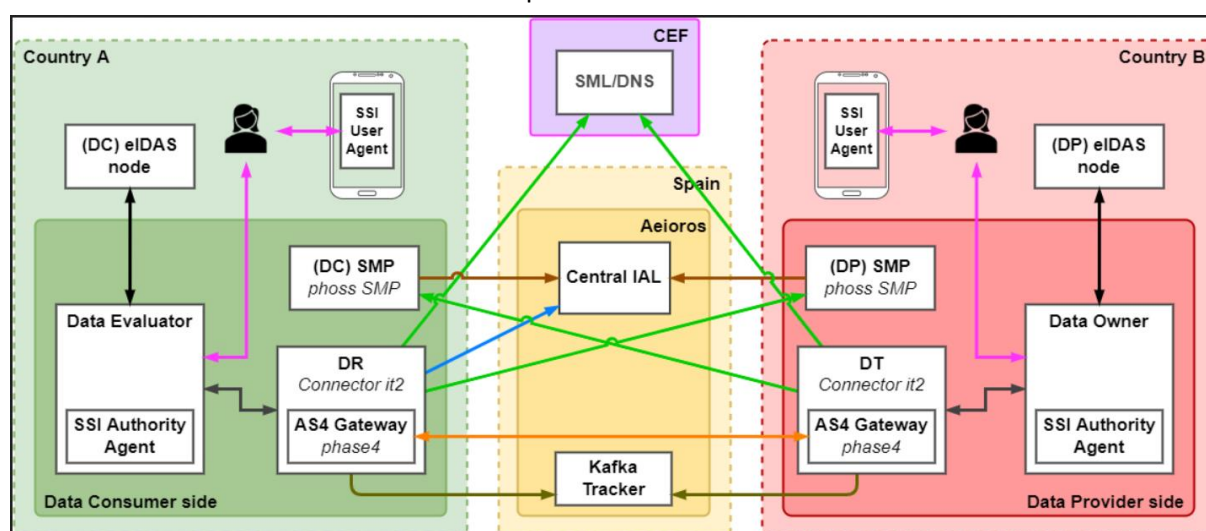 CEF
SML/DNS
Country A
SSI
User
Agent
(DC) eIDAS
node
(DC) SMP
phoss SMP
Data Evaluator
SSI Authority
Agent
DR
Connector it2
AS4 Gateway
phase4
Data Consumer side
Spain
Aeioros
Central IAL
Kafka
Tracker
Country B
SSI
User
Agent
(DP) eIDAS
node
(DP) SMP
phoss SMP
Data Owner
SSI Authority
Agent
DT
Connector it2
AS4 Gateway
phase4
Data Provider side